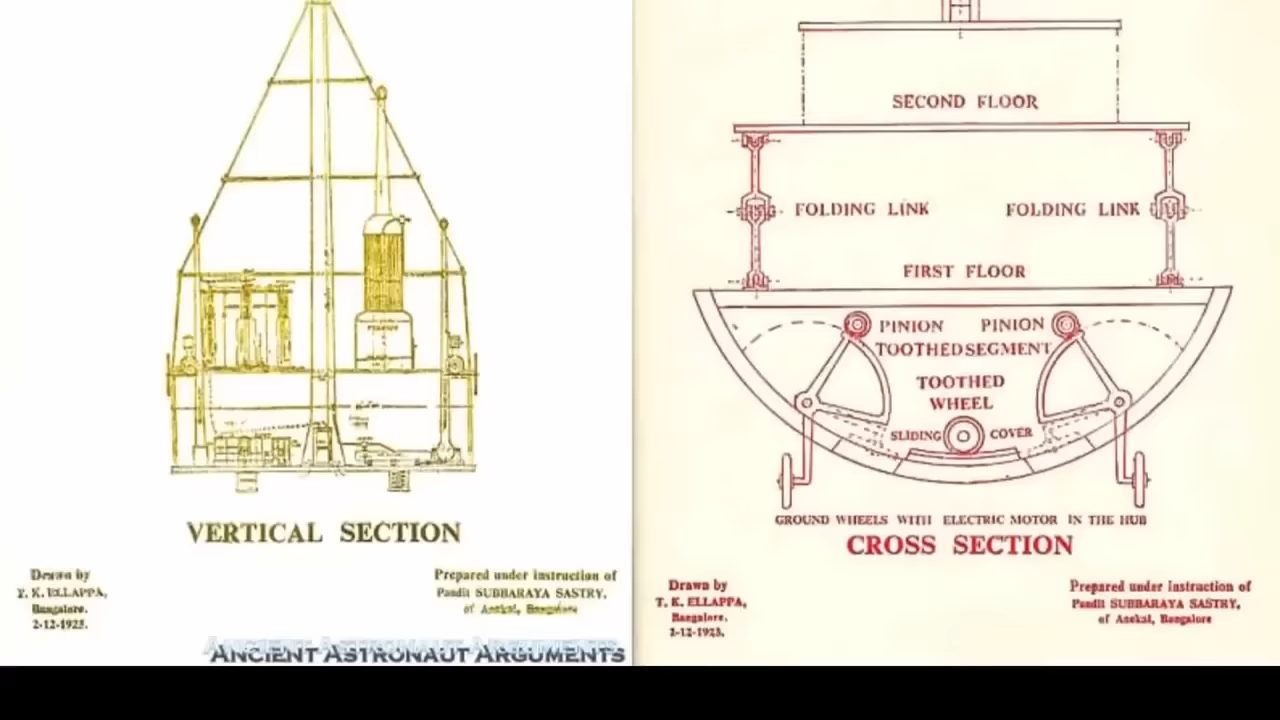 VERTICAL SECTION
Drawn by
T. K. ELLAPPA,
Bangalore.
2-12-1923.
Prepared under instruction of
Pandit SUBBARAYA SASTRY,
of Anekal, Bangalore
ANCIENT ASTRONAUT ARGUMENTS
SECOND FLOOR
FOLDING LINK FOLDING LINK
FIRST FLOOR
PINION PINION
TOOTHED SEGMENT
TOOTHED
WHEEL
SLIDING COVER
GROUND WHEELS WITH ELECTRIC MOTOR IN THE HUB
CROSS SECTION
Drawn by
T. K. ELLAPPA,
Bangalore.
2-12-1923.
Prepared under instruction of
Pandit SUBBARAYA SASTRY,
of Anekal, Bangalore